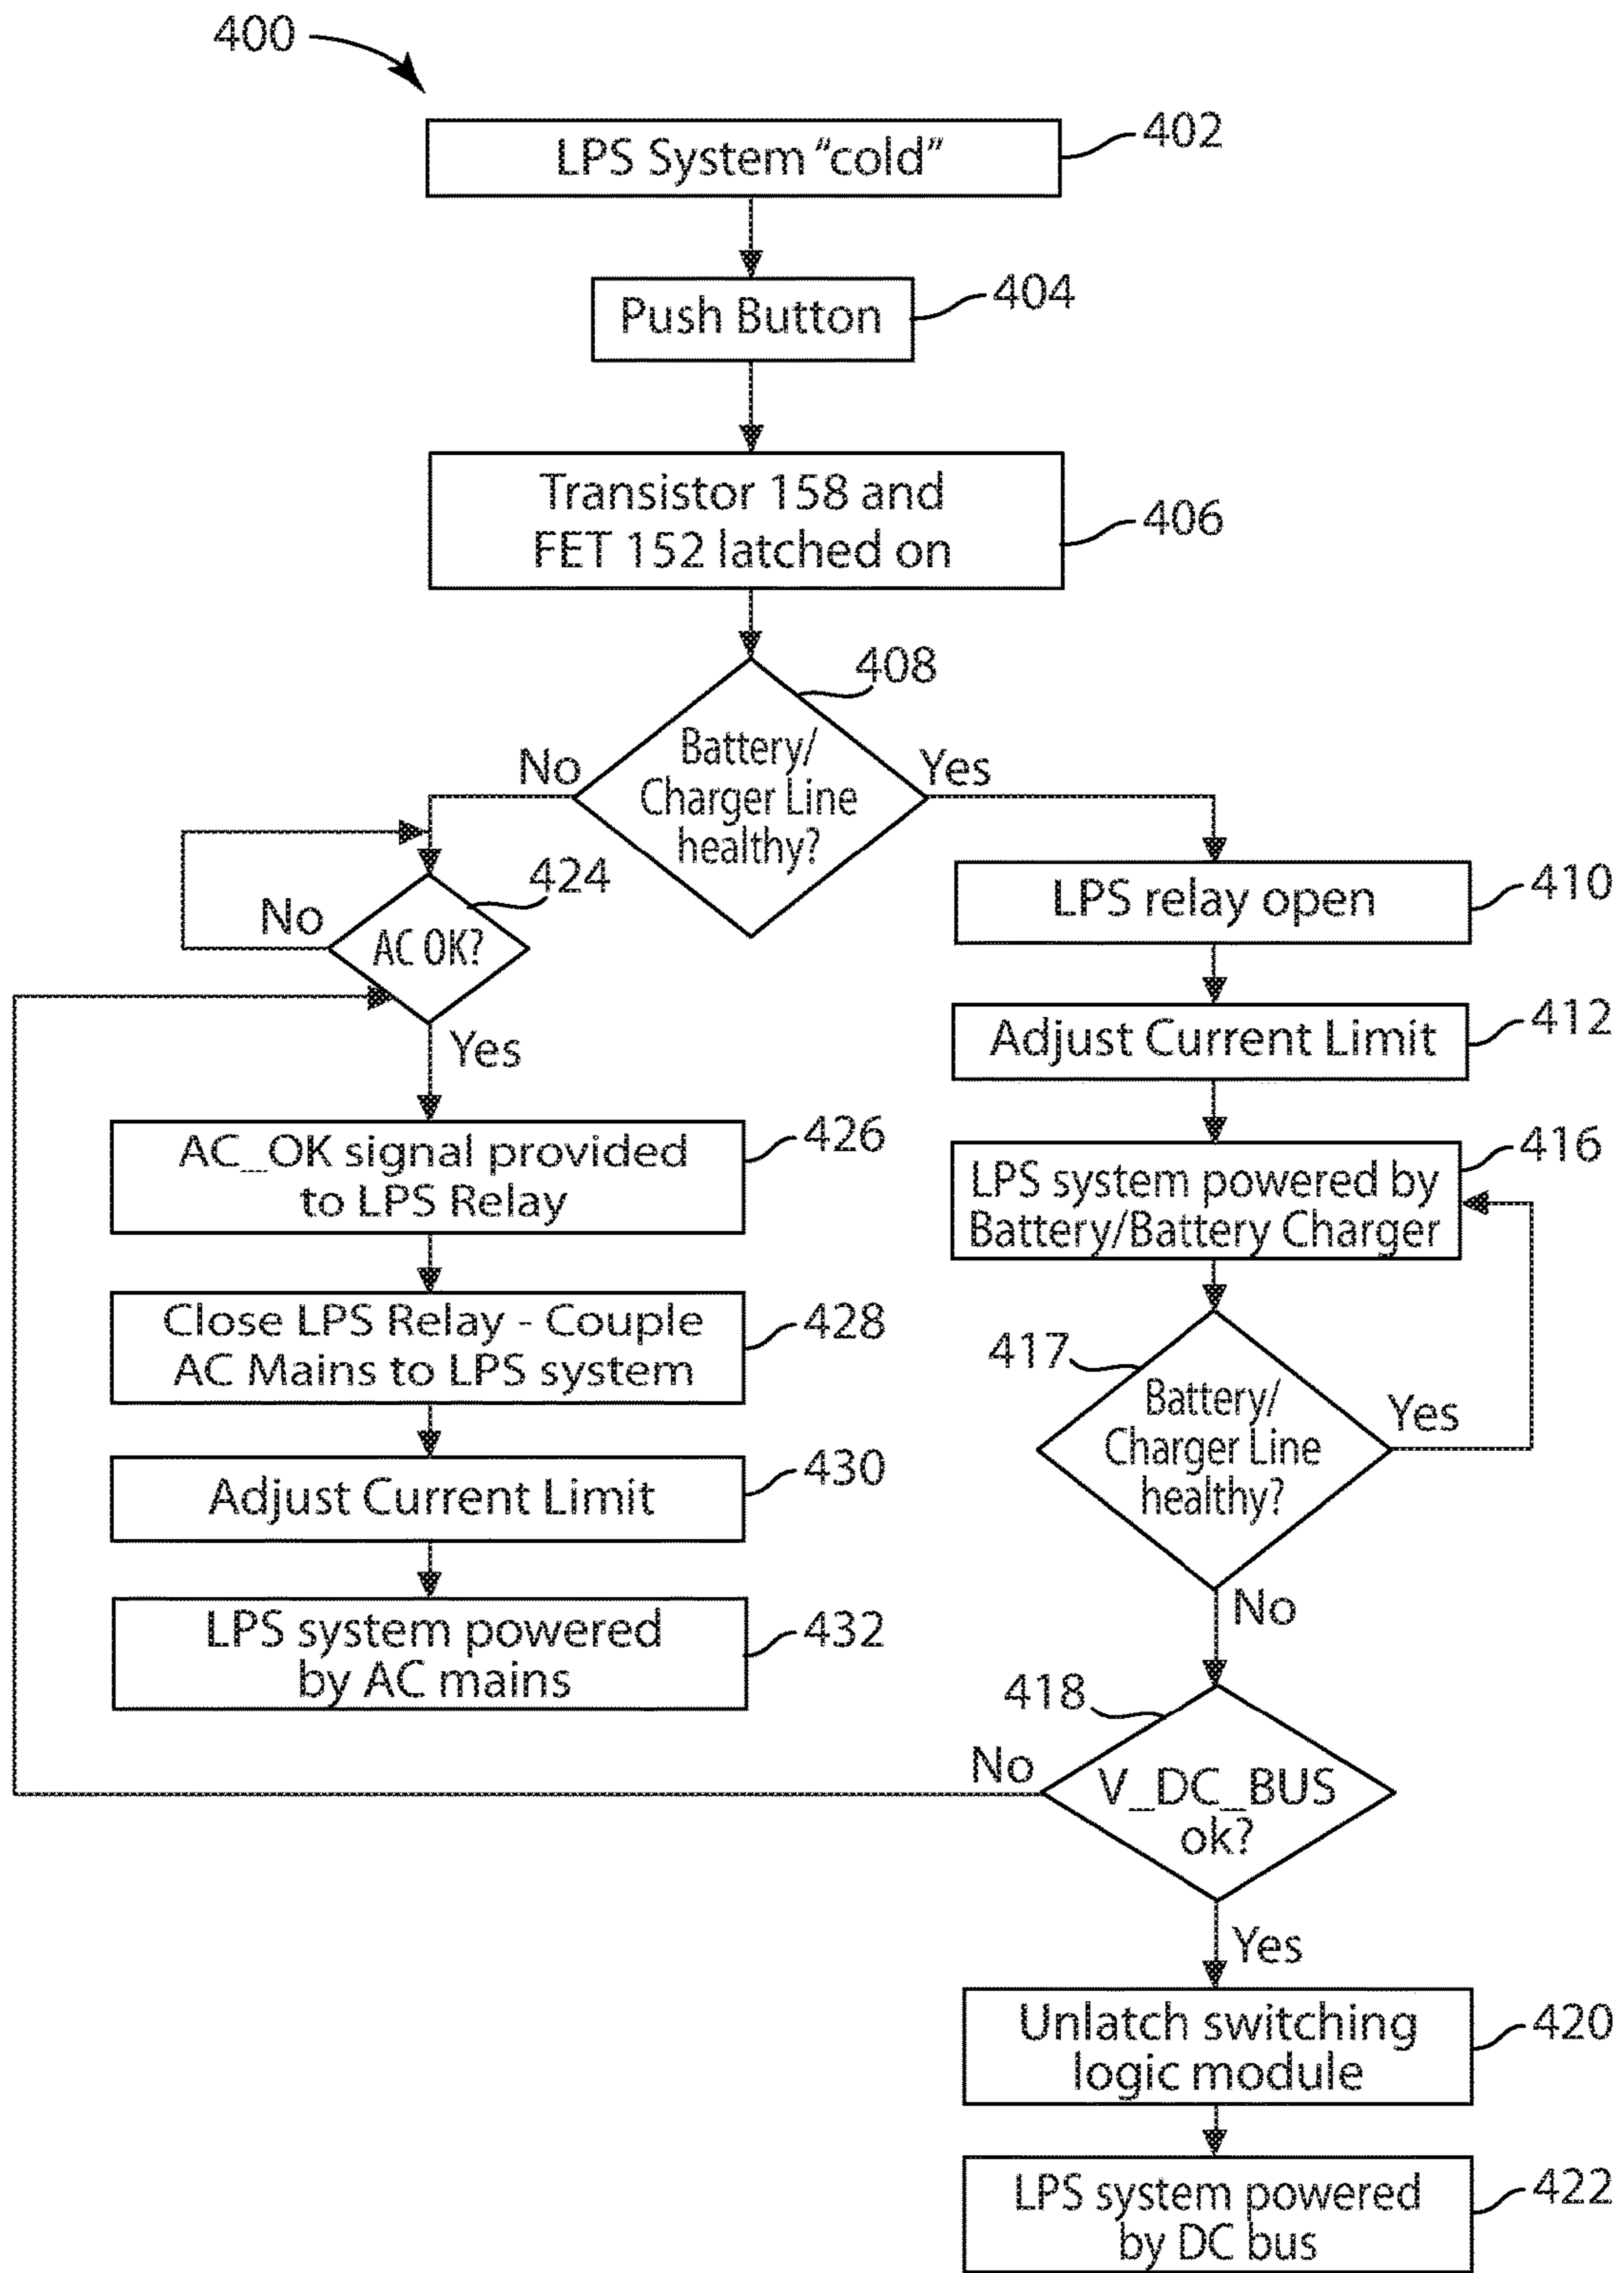 400
LPS System “cold”
402
Push Button
404
Transistor 158 and
FET 152 latched on
406
408
Battery/
Charger Line
healthy?
No
Yes
424
AC OK?
No
Yes
LPS relay open
410
Adjust Current Limit
412
AC_OK signal provided
to LPS Relay
426
LPS system powered by
Battery/Battery Charger
416
Close LPS Relay - Couple
AC Mains to LPS system
428
417
Battery/
Charger Line
healthy?
Yes
No
Adjust Current Limit
430
LPS system powered
by AC mains
432
418
V_DC_BUS
ok?
No
Yes
Unlatch switching
logic module
420
LPS system powered
by DC bus
422